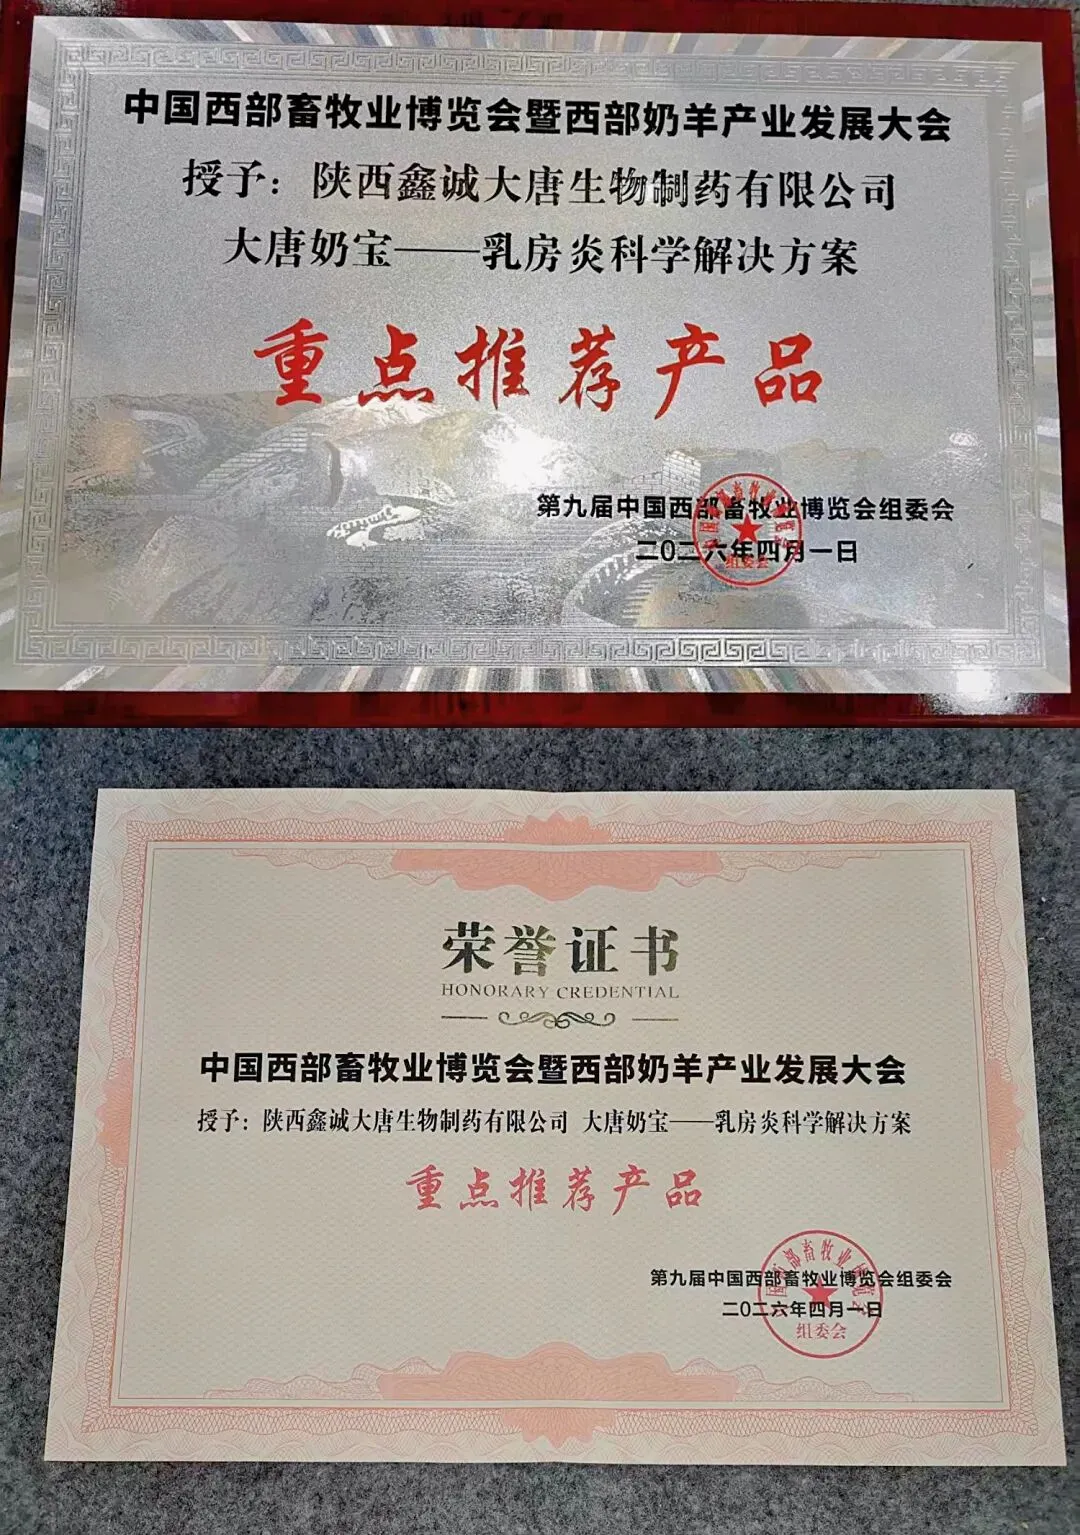 中国西部畜牧业博览会暨西部奶羊产业发展大会
授予：陕西鑫诚大唐生物制药有限公司
大唐奶宝——乳房炎科学解决方案
重点推荐产品
第九届中国西部畜牧业博览会组委会
二〇二六年四月一日
组委会
荣誉证书
HONORARY CREDENTIAL
中国西部畜牧业博览会暨西部奶羊产业发展大会
授予：陕西鑫诚大唐生物制药有限公司 大唐奶宝——乳房炎科学解决方案
重点推荐产品
第九届中国西部畜牧业博览会组委会
二〇二六年四月一日
组委会